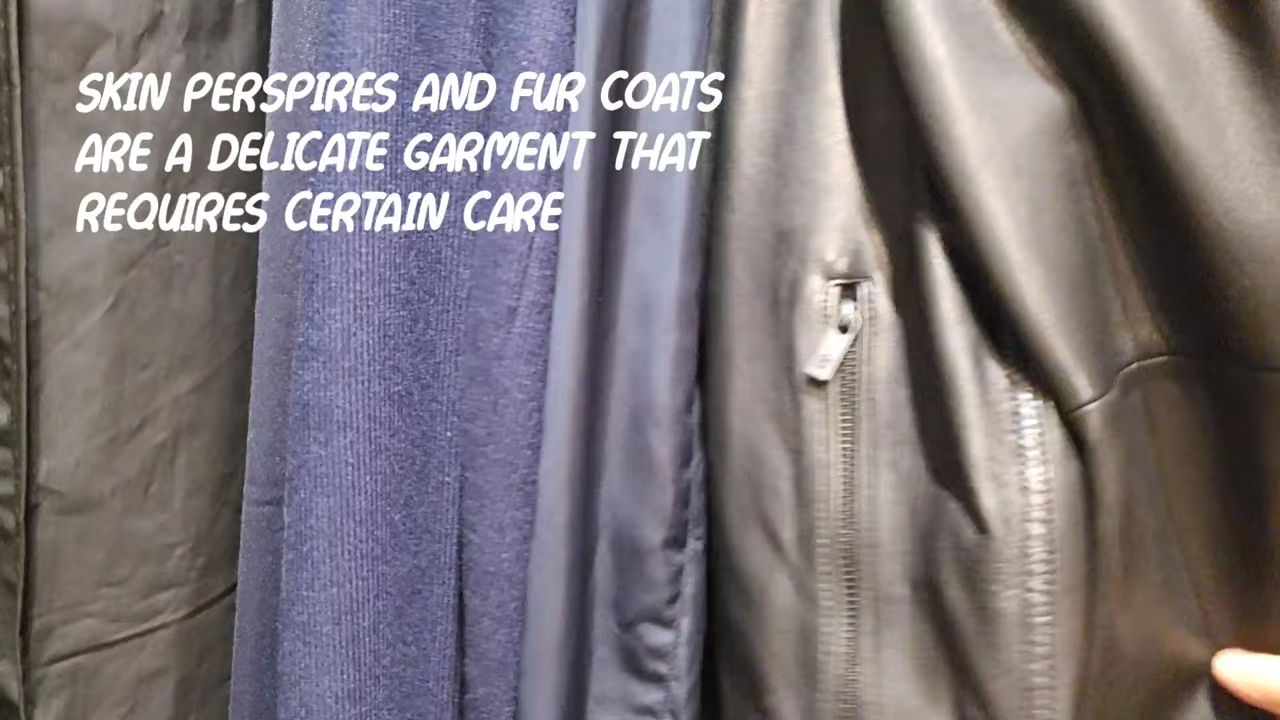 SKIN PERSPIRES AND FUR COATS
ARE A DELICATE GARMENT THAT
REQUIRES CERTAIN CARE